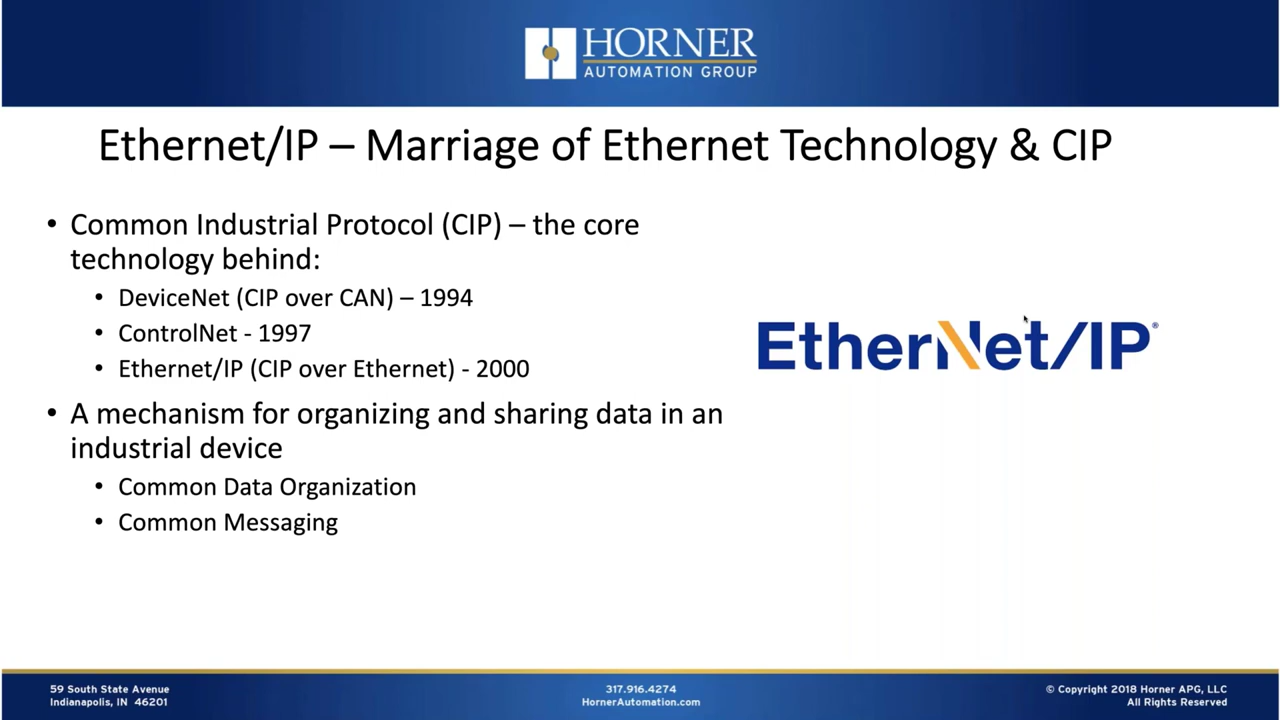 HORNER
AUTOMATION GROUP
Ethernet/IP – Marriage of Ethernet Technology & CIP
• Common Industrial Protocol (CIP) – the core
technology behind:
• DeviceNet (CIP over CAN) – 1994
• ControlNet - 1997
• Ethernet/IP (CIP over Ethernet) - 2000
• A mechanism for organizing and sharing data in an
industrial device
• Common Data Organization
• Common Messaging
EtherNet/IP®
59 South State Avenue
Indianapolis, IN 46201
317.916.4274
HornerAutomation.com
© Copyright 2018 Horner APG, LLC
All Rights Reserved